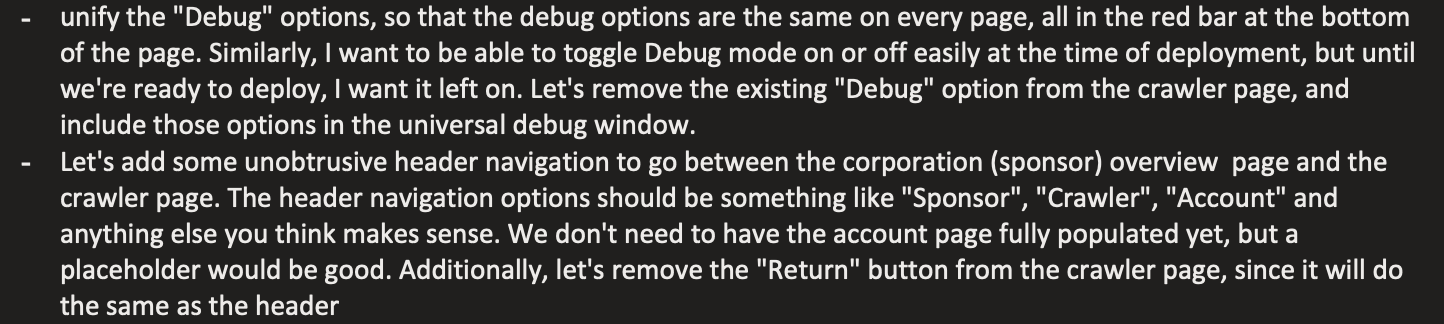 - unify the "Debug" options, so that the debug options are the same on every page, all in the red bar at the bottom
of the page. Similarly, I want to be able to toggle Debug mode on or off easily at the time of deployment, but until
we're ready to deploy, I want it left on. Let's remove the existing "Debug" option from the crawler page, and
include those options in the universal debug window.
- Let's add some unobtrusive header navigation to go between the corporation (sponsor) overview  page and the
crawler page. The header navigation options should be something like "Sponsor", "Crawler", "Account" and
anything else you think makes sense. We don't need to have the account page fully populated yet, but a
placeholder would be good. Additionally, let's remove the "Return" button from the crawler page, since it will do
the same as the header